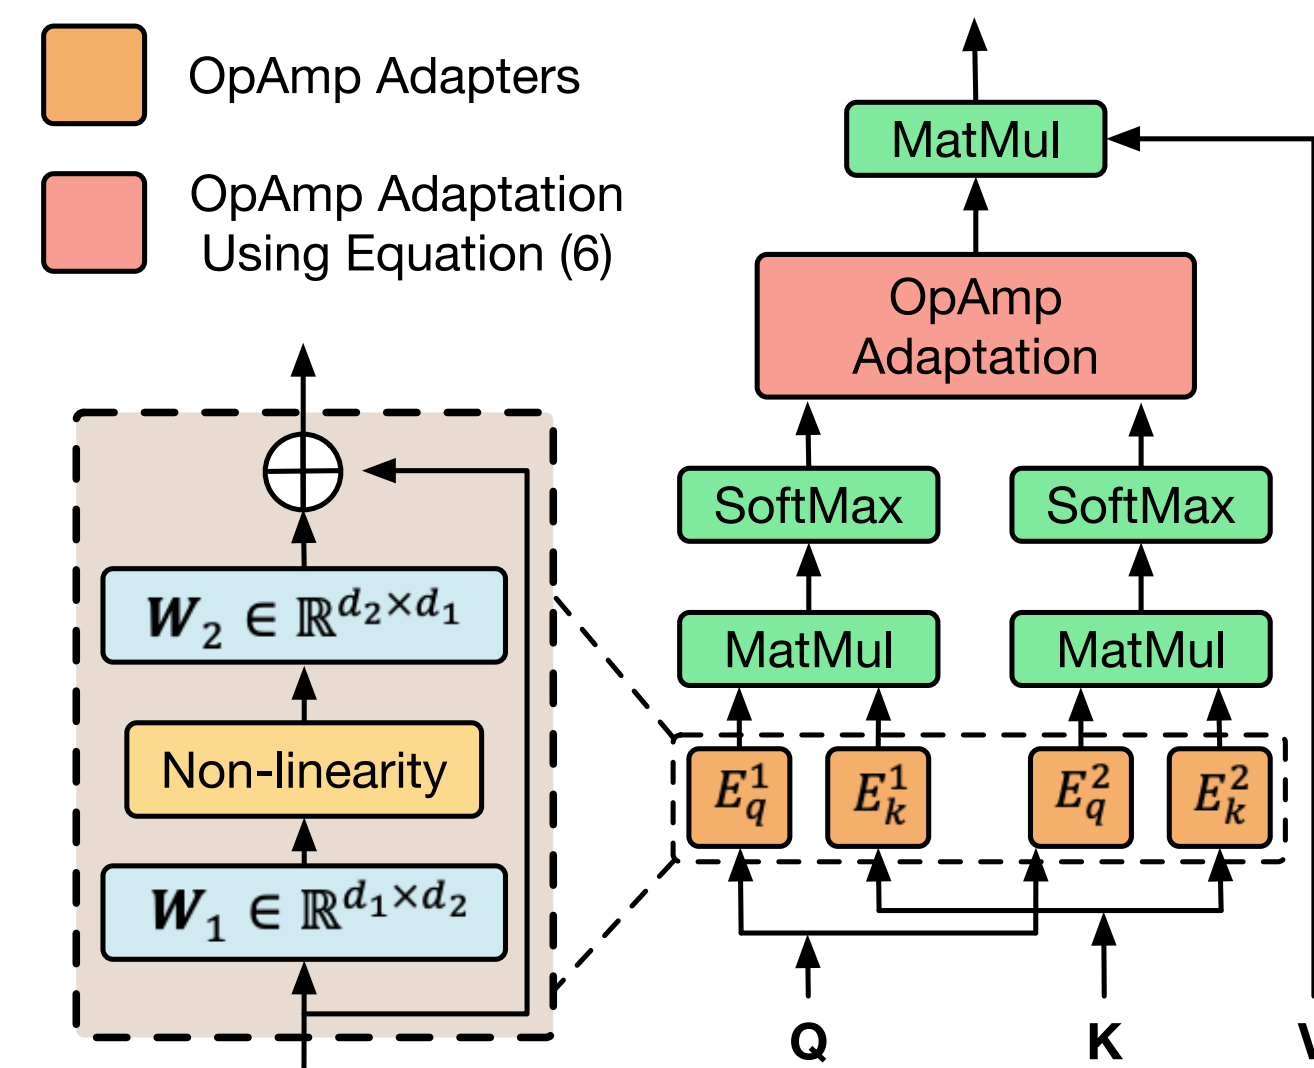 OpAmp Adapters
OpAmp Adaptation
Using Equation (6)
MatMul
OpAmp
Adaptation
SoftMax SoftMax
MatMul MatMul
W₂ ∈ ℝ^{d₂×d₁}
Non-linearity
W₁ ∈ ℝ^{d₁×d₂}
E_q^1 E_k^1 E_q^2 E_k^2
Q K V